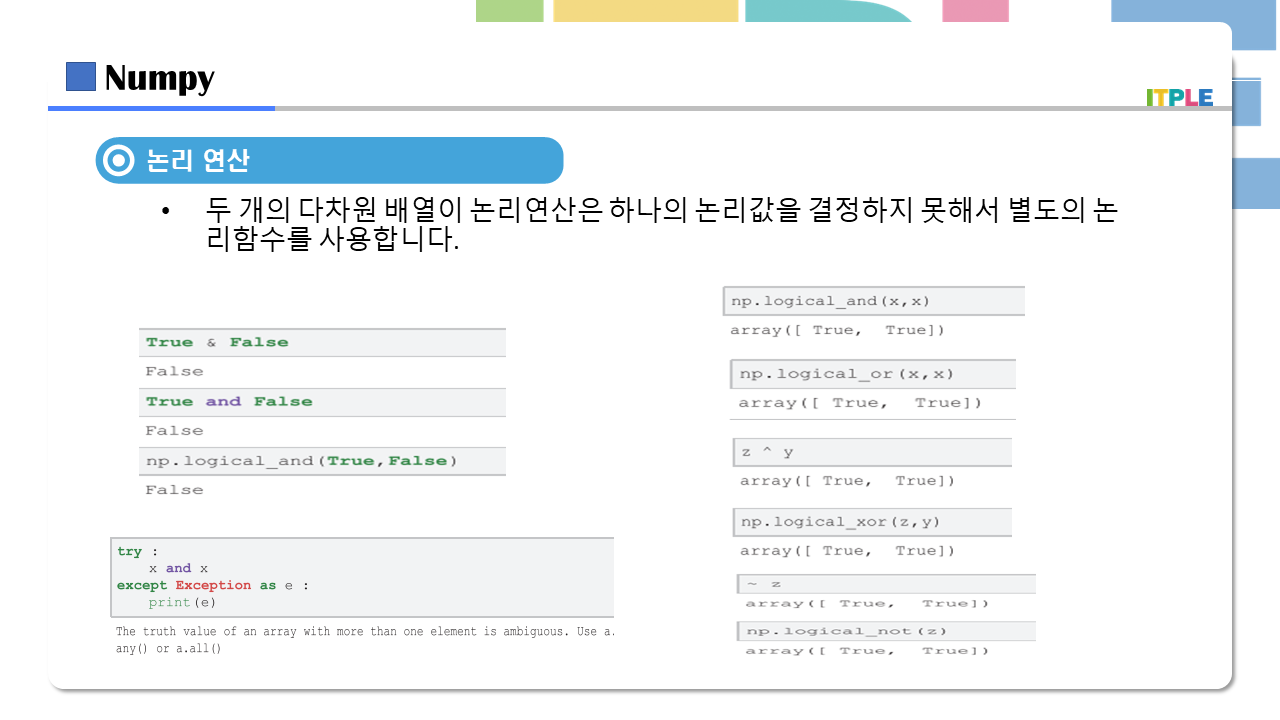 Numpy
ITPLE
논리 연산
• 두 개의 다차원 배열이 논리연산은 하나의 논리값을 결정하지 못해서 별도의 논
리함수를 사용합니다.
True & False
False
True and False
False
np.logical_and(True,False)
False
try :
    x and x
except Exception as e :
    print(e)
The truth value of an array with more than one element is ambiguous. Use a.
any() or a.all()
np.logical_and(x,x)
array([ True,  True])
np.logical_or(x,x)
array([ True,  True])
z ^ y
array([ True,  True])
np.logical_xor(z,y)
array([ True,  True])
~ z
array([ True,  True])
np.logical_not(z)
array([ True,  True])